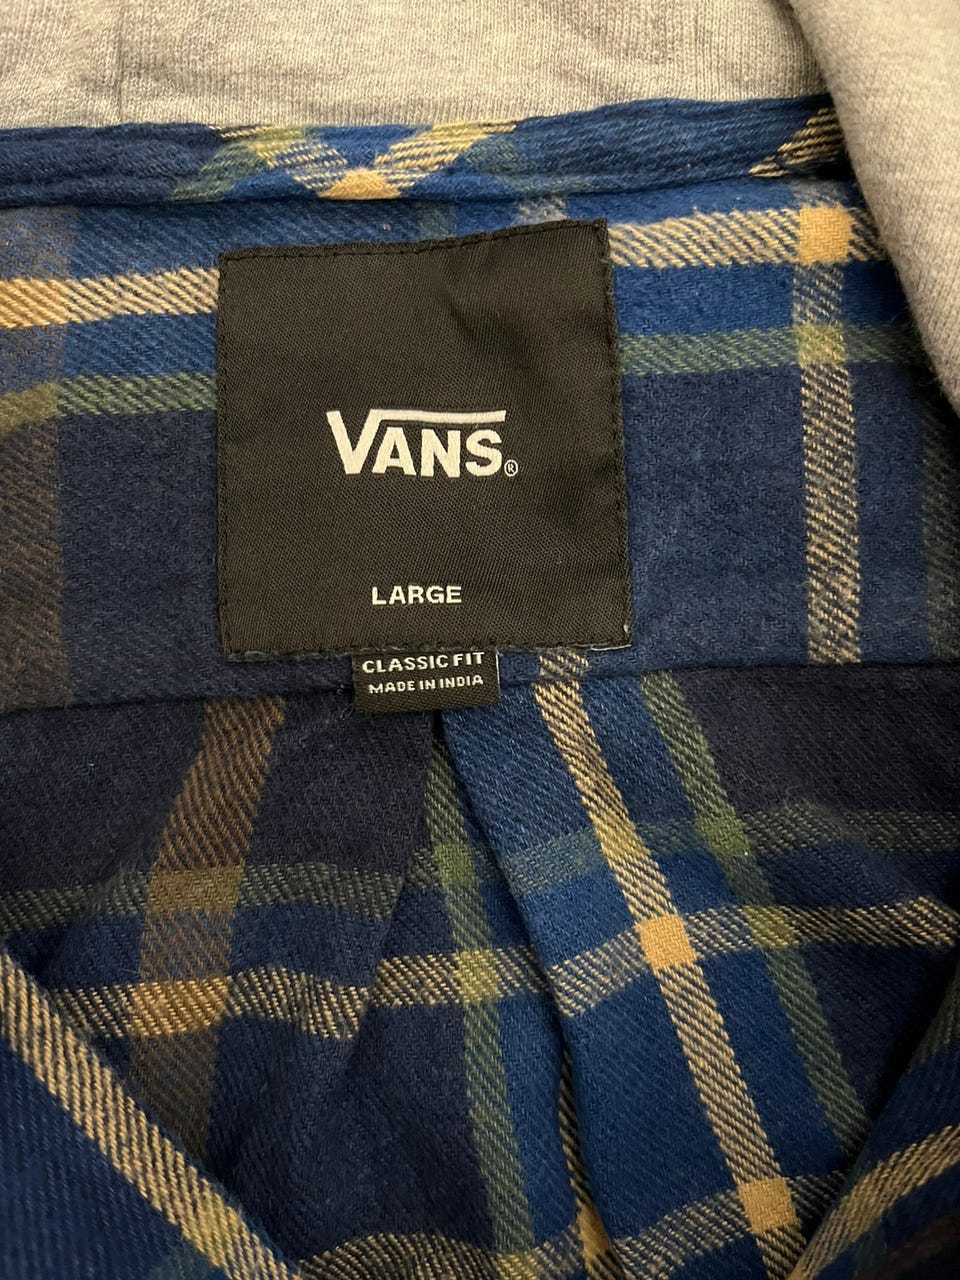 VANS®
LARGE
CLASSIC FIT
MADE IN INDIA